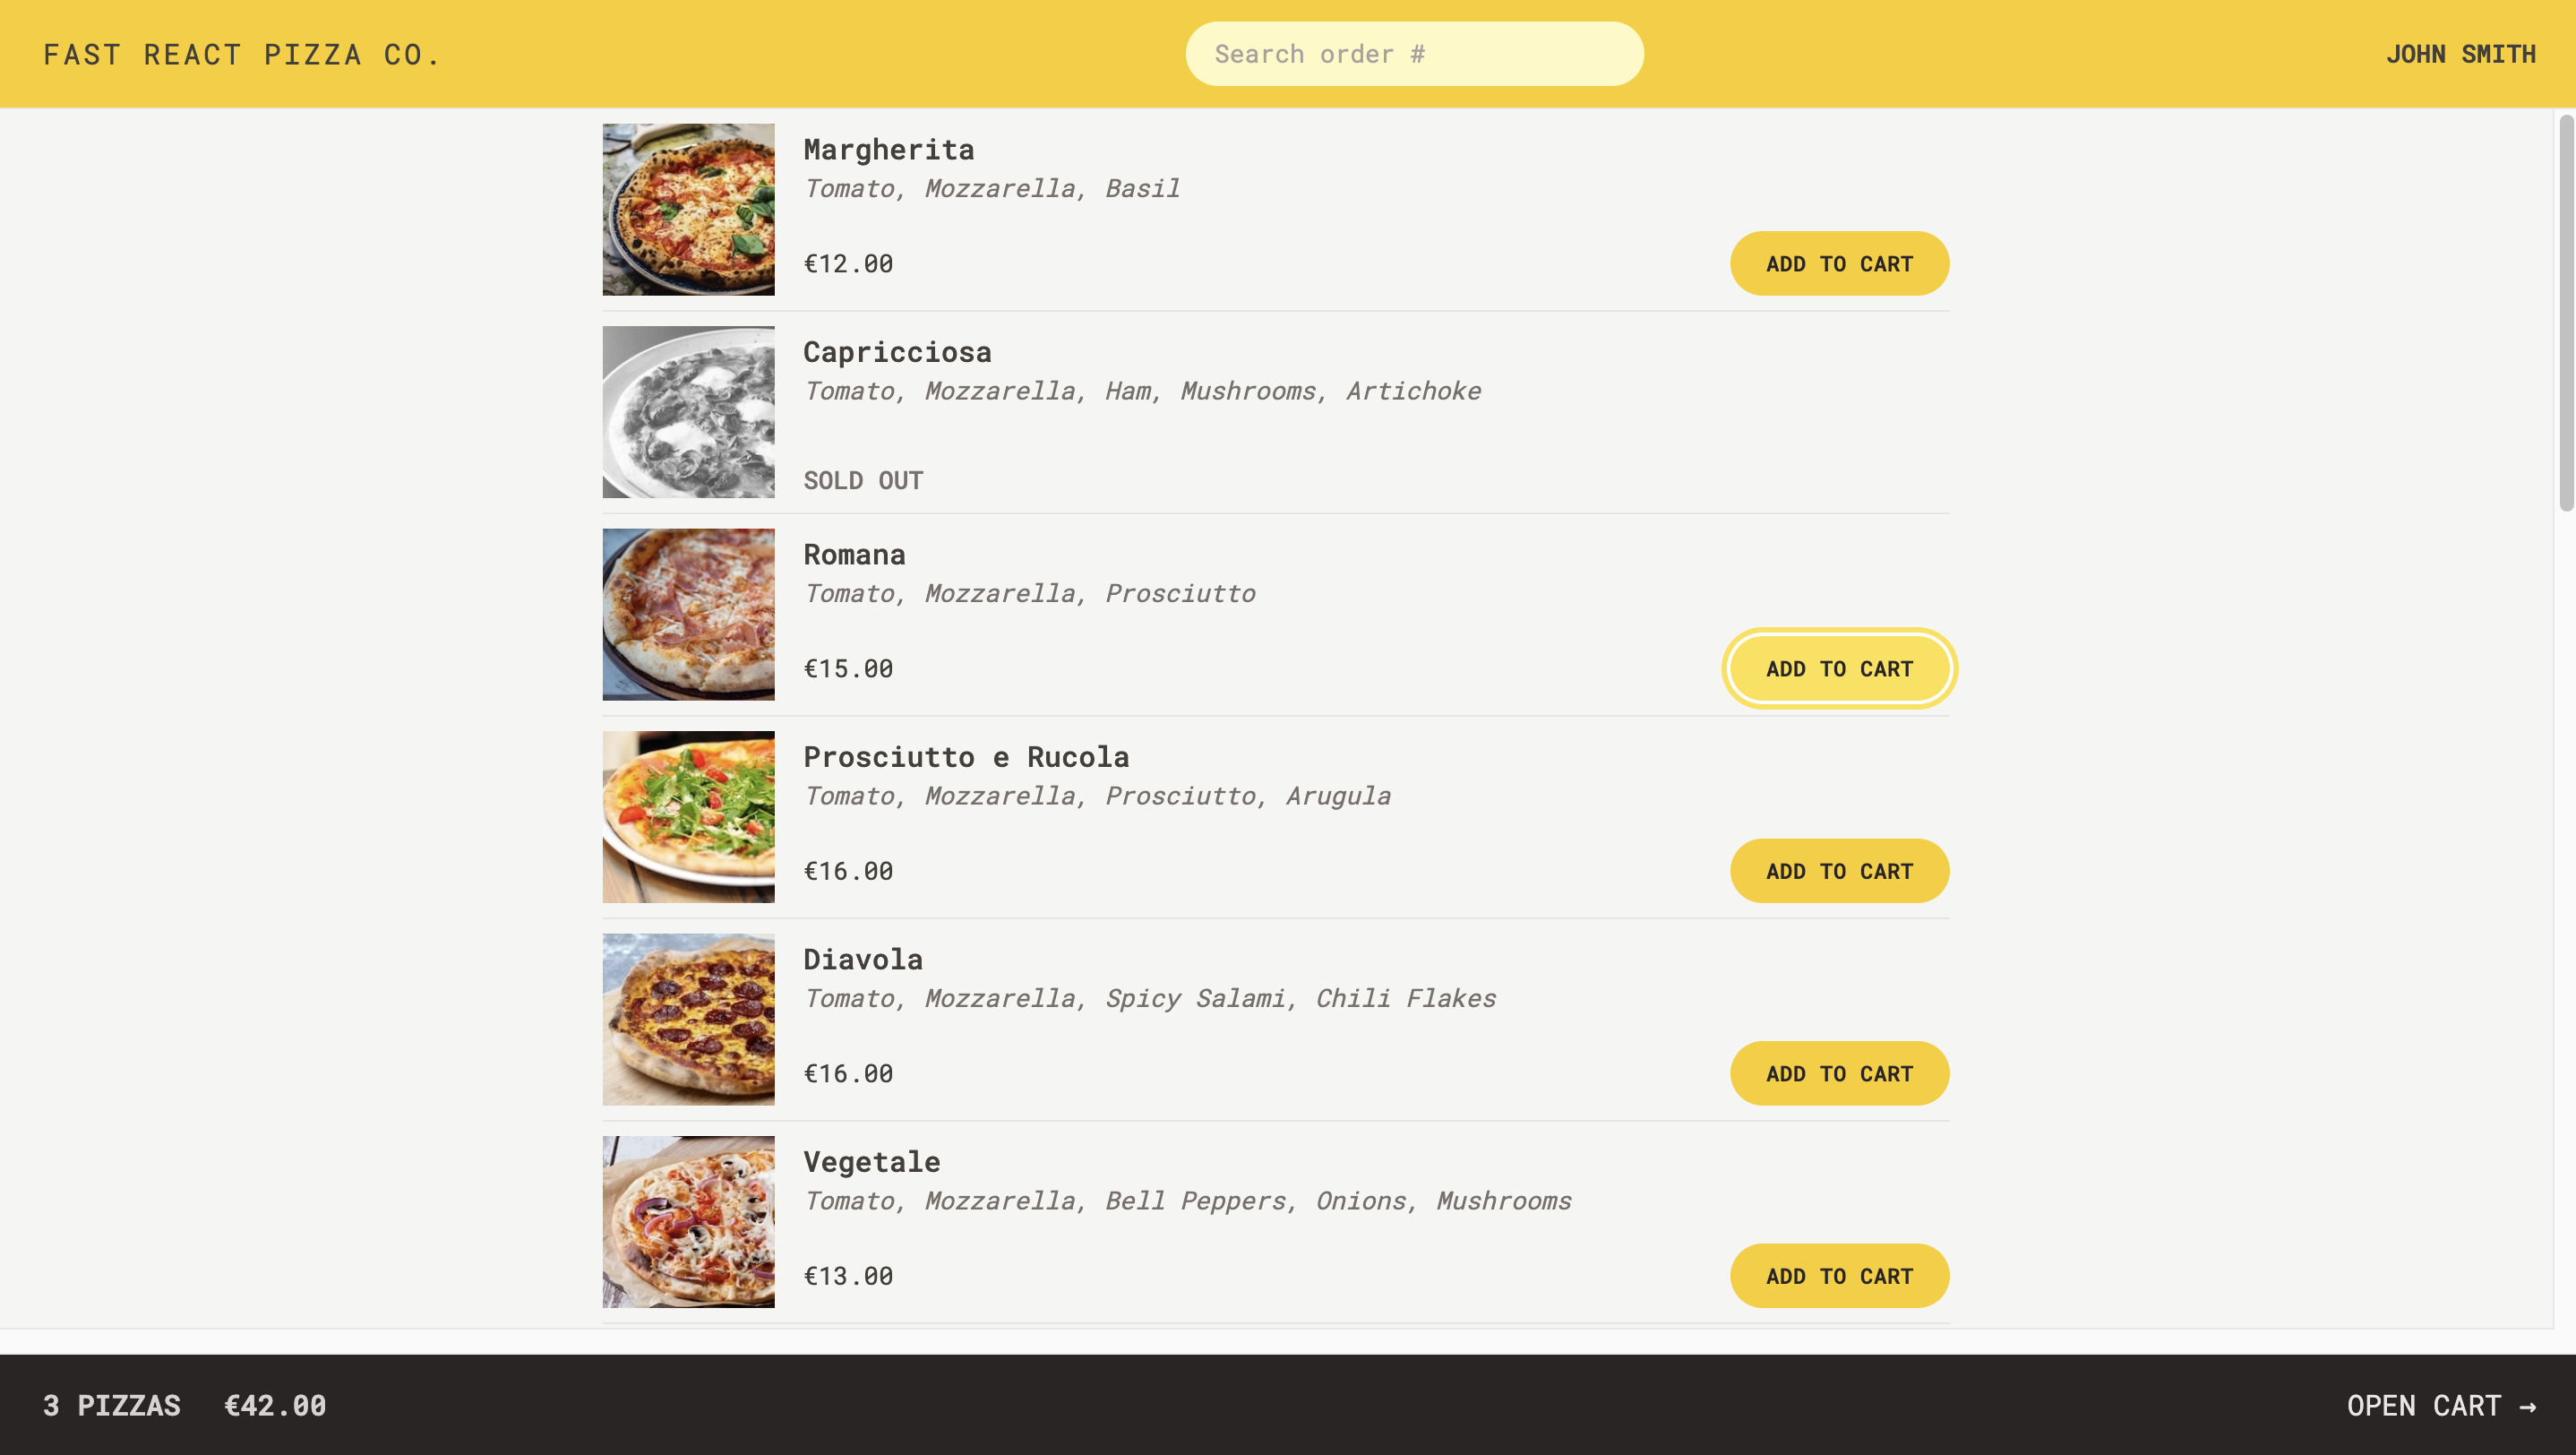 FAST REACT PIZZA CO.
Search order #
JOHN SMITH
Margherita
Tomato, Mozzarella, Basil
€12.00
ADD TO CART
Capricciosa
Tomato, Mozzarella, Ham, Mushrooms, Artichoke
SOLD OUT
Romana
Tomato, Mozzarella, Prosciutto
€15.00
ADD TO CART
Prosciutto e Rucola
Tomato, Mozzarella, Prosciutto, Arugula
€16.00
ADD TO CART
Diavola
Tomato, Mozzarella, Spicy Salami, Chili Flakes
€16.00
ADD TO CART
Vegetale
Tomato, Mozzarella, Bell Peppers, Onions, Mushrooms
€13.00
ADD TO CART
3 PIZZAS €42.00
OPEN CART →